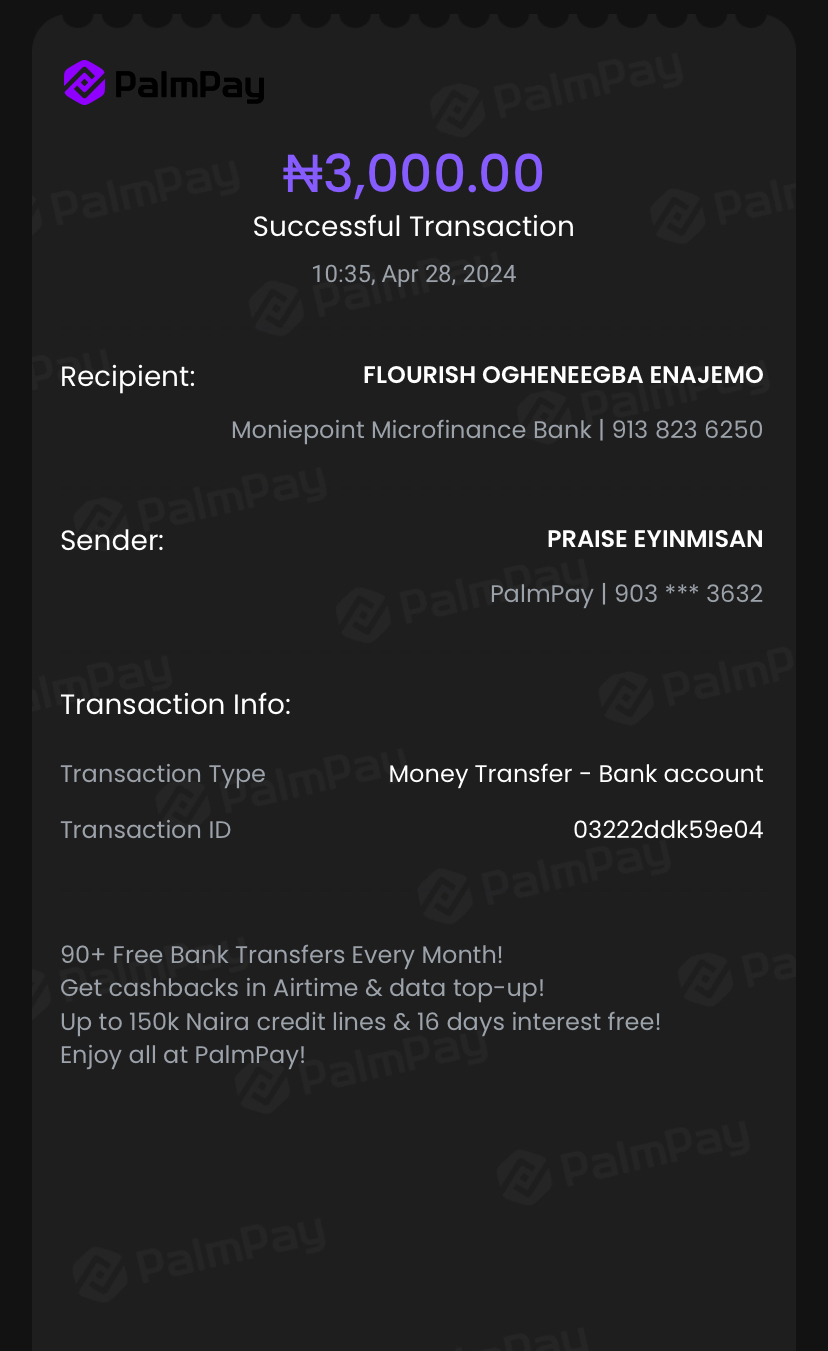 PalmPay
₦3,000.00
Successful Transaction
10:35, Apr 28, 2024
Recipient: FLOURISH OGHENEEGBA ENAJEMO
Moniepoint Microfinance Bank | 913 823 6250
Sender: PRAISE EYINMISAN
PalmPay | 903 *** 3632
Transaction Info:
Transaction Type Money Transfer - Bank account
Transaction ID 03222ddk59e04
90+ Free Bank Transfers Every Month!
Get cashbacks in Airtime & data top-up!
Up to 150k Naira credit lines & 16 days interest free!
Enjoy all at PalmPay!